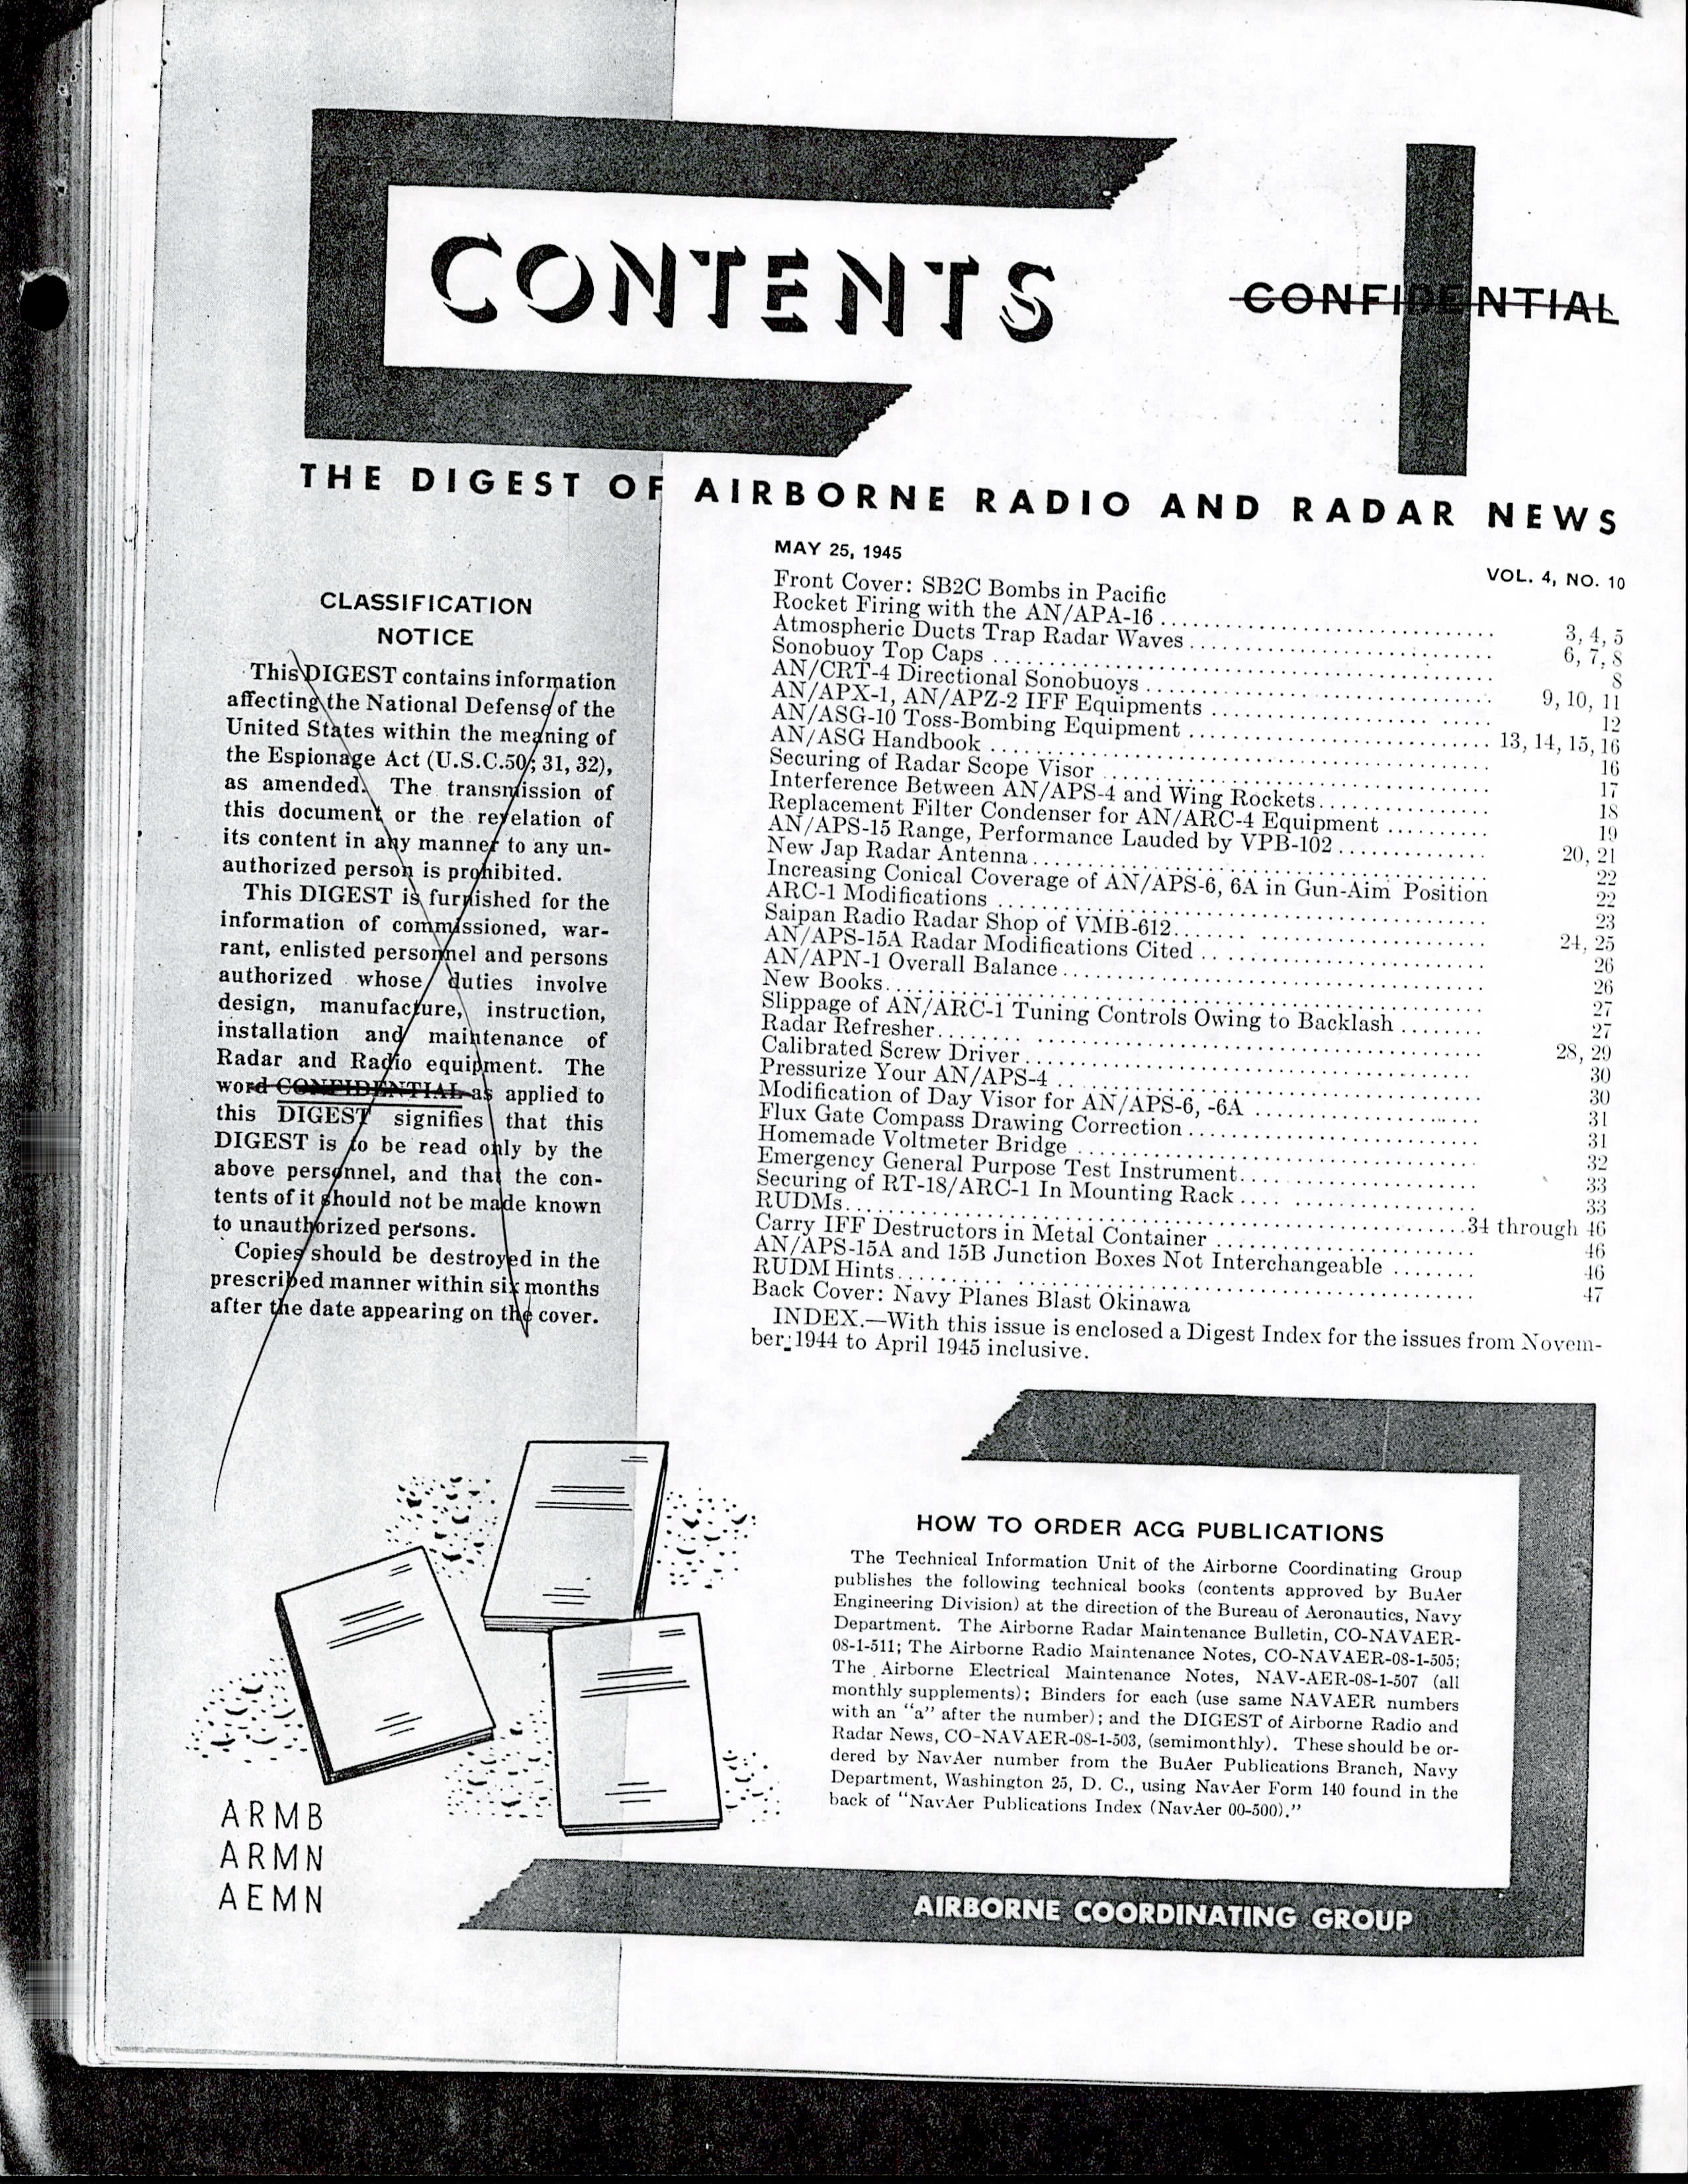 CONTENTS
CONFIDENTIAL
THE DIGEST OF AIRBORNE RADIO AND RADAR NEWS
CLASSIFICATION
NOTICE
This DIGEST contains information
affecting the National Defense of the
United States within the meaning of
the Espionage Act (U.S.C.50; 31, 32),
as amended. The transmission of
this document or the revelation of
its content in any manner to any un-
authorized person is prohibited.
This DIGEST is furnished for the
information of commissioned, war-
rant, enlisted personnel and persons
authorized whose duties involve
design, manufacture, instruction,
installation and maintenance of
Radar and Radio equipment. The
word CONFIDENTIAL as applied to
this DIGEST signifies that this
DIGEST is to be read only by the
above personnel, and that the con-
tents of it should not be made known
to unauthorized persons.
Copies should be destroyed in the
prescribed manner within six months
after the date appearing on the cover.
MAY 25, 1945
VOL. 4, NO. 10
Front Cover: SB2C Bombs in Pacific
Rocket Firing with the AN/APA-16 ........ 3, 4, 5
Atmospheric Ducts Trap Radar Waves ........ 6, 7, 8
Sonobuoy Top Caps ........ 8
AN/CRT-4 Directional Sonobuoys ........ 9, 10, 11
AN/APX-1, AN/APZ-2 IFF Equipments ........ 12
AN/ASG-10 Toss-Bombing Equipment ........ 13, 14, 15, 16
AN/ASG Handbook ........ 16
Securing of Radar Scope Visor ........ 17
Interference Between AN/APS-4 and Wing Rockets ........ 18
Replacement Filter Condenser for AN/ARC-4 Equipment ........ 19
AN/APS-15 Range, Performance Lauded by VPB-102 ........ 20, 21
New Jap Radar Antenna ........ 22
Increasing Conical Coverage of AN/APS-6, 6A in Gun-Aim Position 22
ARC-1 Modifications ........ 23
Saipan Radio Radar Shop of VMB-612 ........ 24, 25
AN/APS-15A Radar Modifications Cited ........ 26
AN/APN-1 Overall Balance ........ 26
New Books ........ 27
Slippage of AN/ARC-1 Tuning Controls Owing to Backlash ........ 27
Radar Refresher ........ 28, 29
Calibrated Screw Driver ........ 30
Pressurize Your AN/APS-4 ........ 30
Modification of Day Visor for AN/APS-6, -6A ........ 31
Flux Gate Compass Drawing Correction ........ 31
Homemade Voltmeter Bridge ........ 32
Emergency General Purpose Test Instrument ........ 33
Securing of RT-18/ARC-1 In Mounting Rack ........ 33
RUDMs ........ 34 through 46
Carry IFF Destructors in Metal Container ........ 46
AN/APS-15A and 15B Junction Boxes Not Interchangeable ........ 46
RUDM Hints ........ 47
Back Cover: Navy Planes Blast Okinawa
INDEX.—With this issue is enclosed a Digest Index for the issues from Novem-
ber 1944 to April 1945 inclusive.
HOW TO ORDER ACG PUBLICATIONS
The Technical Information Unit of the Airborne Coordinating Group
publishes the following technical books (contents approved by BuAer
Engineering Division) at the direction of the Bureau of Aeronautics, Navy
Department. The Airborne Radar Maintenance Bulletin, CO-NAVAER-
08-1-511; The Airborne Radio Maintenance Notes, CO-NAVAER-08-1-505;
The Airborne Electrical Maintenance Notes, NAV-AER-08-1-507 (all
monthly supplements); Binders for each (use same NAVAER numbers
with an "a" after the number); and the DIGEST of Airborne Radio and
Radar News, CO-NAVAER-08-1-503, (semimonthly). These should be or-
dered by NavAer number from the BuAer Publications Branch, Navy
Department, Washington 25, D. C., using NavAer Form 140 found in the
back of "NavAer Publications Index (NavAer 00-500)."
ARMB
ARMN
AEMN
AIRBORNE COORDINATING GROUP